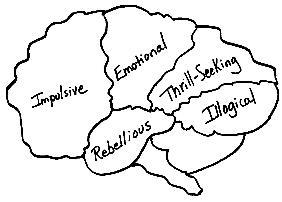 Impulsive
Emotional
Thrill-Seeking
Illogical
Rebellious